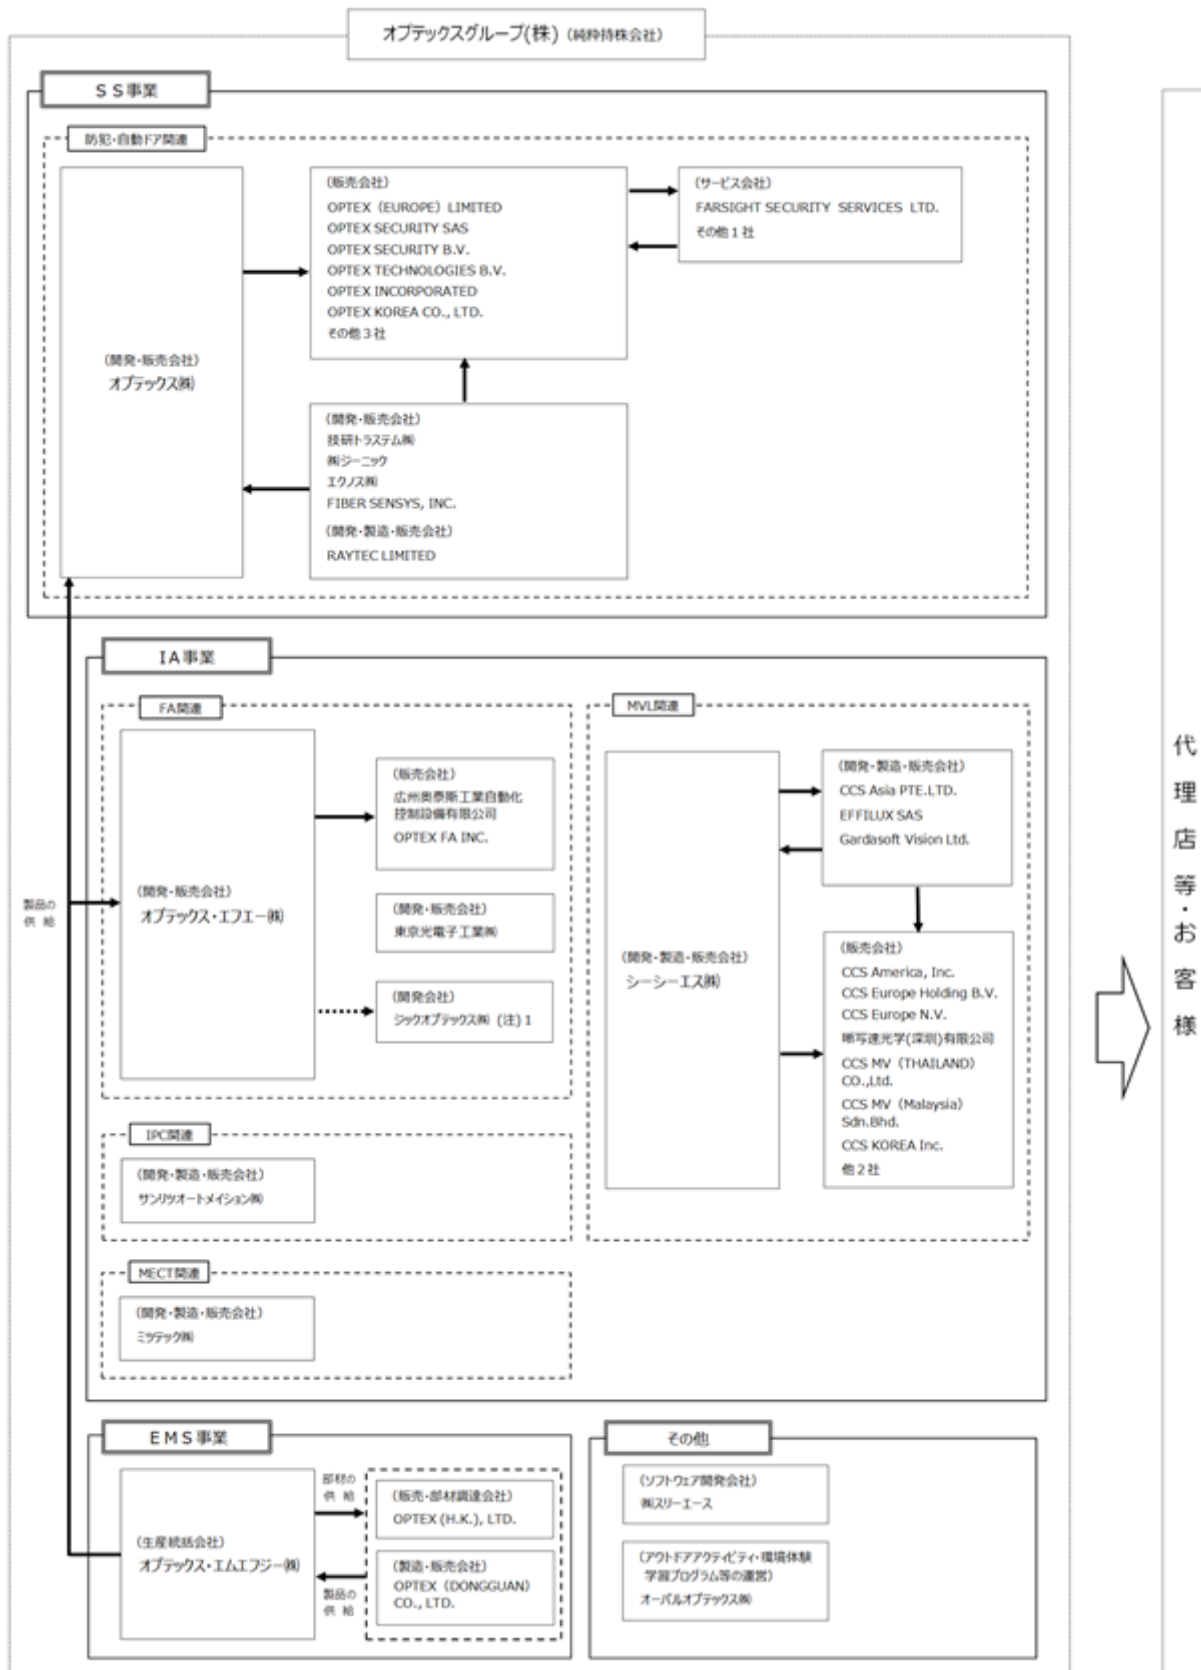 オプテックスグループ(株)（純粋持株会社）
ＳＳ事業
防犯・自動ドア関連
（開発・販売会社）
オプテックス㈱
（販売会社）
OPTEX（EUROPE）LIMITED
OPTEX SECURITY SAS
OPTEX SECURITY B.V.
OPTEX TECHNOLOGIES B.V.
OPTEX INCORPORATED
OPTEX KOREA CO., LTD.
その他３社
（サービス会社）
FARSIGHT SECURITY SERVICES LTD.
その他１社
（開発・販売会社）
技研トラステム㈱
㈱ジーニック
エクノス㈱
FIBER SENSYS, INC.
（開発・製造・販売会社）
RAYTEC LIMITED
製品の
供 給
ＩＡ事業
FA関連
（開発・販売会社）
オプテックス・エフエー㈱
（販売会社）
広州奥泰斯工業自動化
控制設備有限公司
OPTEX FA INC.
（開発・販売会社）
東京光電子工業㈱
（開発会社）
ジックオプテックス㈱（注）1
MVL関連
（開発・製造・販売会社）
シーシーエス㈱
（開発・製造・販売会社）
CCS Asia PTE.LTD.
EFFILUX SAS
Gardasoft Vision Ltd.
（販売会社）
CCS America, Inc.
CCS Europe Holding B.V.
CCS Europe N.V.
晰写速光学(深圳)有限公司
CCS MV（THAILAND）
CO.,Ltd.
CCS MV（Malaysia）
Sdn.Bhd.
CCS KOREA Inc.
他２社
IPC関連
（開発・製造・販売会社）
サンリツオートメイション㈱
MECT関連
（開発・製造・販売会社）
ミツテック㈱
ＥＭＳ事業
（生産統括会社）
オプテックス・エムエフジー㈱
部材の
供 給
製品の
供 給
（販売・部材調達会社）
OPTEX (H.K.), LTD.
（製造・販売会社）
OPTEX（DONGGUAN）
CO., LTD.
その他
（ソフトウェア開発会社）
㈱スリーエース
（アウトドアアクティビティ・環境体験
学習プログラム等の運営）
オーパルオプテックス㈱
代理店等・お客様